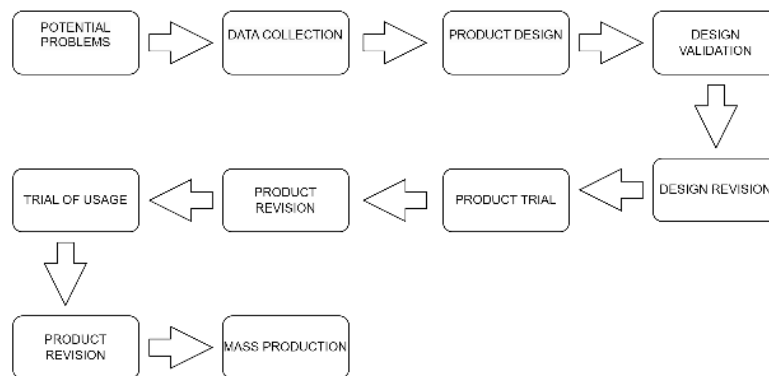 POTENTIAL
PROBLEMS
DATA COLLECTION
PRODUCT DESIGN
DESIGN
VALIDATION
DESIGN REVISION
PRODUCT TRIAL
PRODUCT
REVISION
TRIAL OF USAGE
PRODUCT
REVISION
MASS PRODUCTION